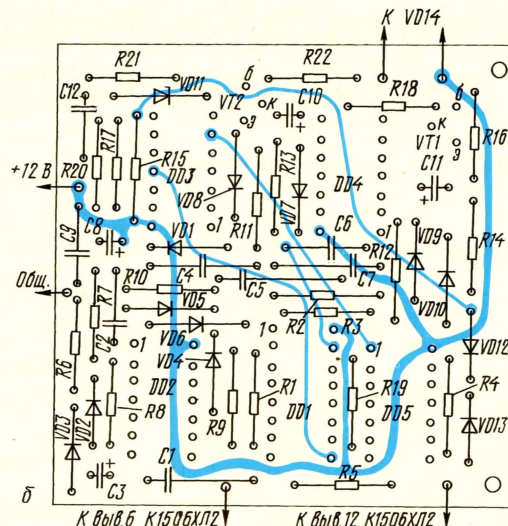 К VD14
R21
R22
VD11
б
VT2
к
э
C10
R18
б
к
VT1
э
C12
R17
R15
R16
C11
+12 В
R20
DD3
VD8
R11
R13
VD7
DD4
1
1
C9
C8
VD1
C6
R12
VD9
R14
Общ.
R10
C4
C5
C7
VD10
R7
VD5
R2
R3
C2
1
VD6
1
1
VD12
R6
VD4
DD2
R8
R9
R1
DD1
R19
DD5
R4
VD3
VD2
VD13
C3
C1
R5
б
К Выв.6 К1506ХЛ2
К Выв.12 К1506ХЛ2